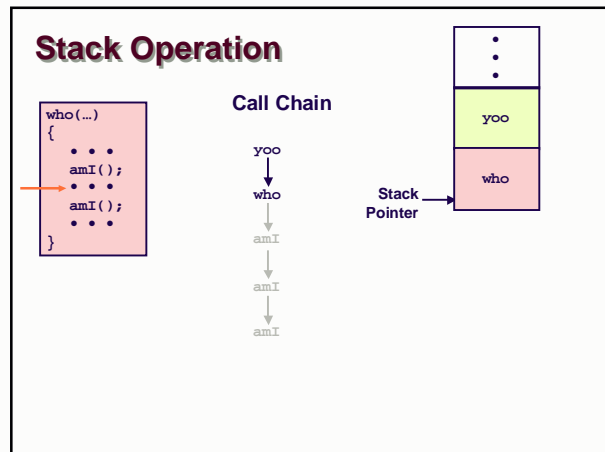 Stack Operation
who(…)
{
• • •
amI();
• • •
amI();
• • •
}
Call Chain
yoo
who
amI
amI
amI
•
•
•
yoo
who
Stack
Pointer